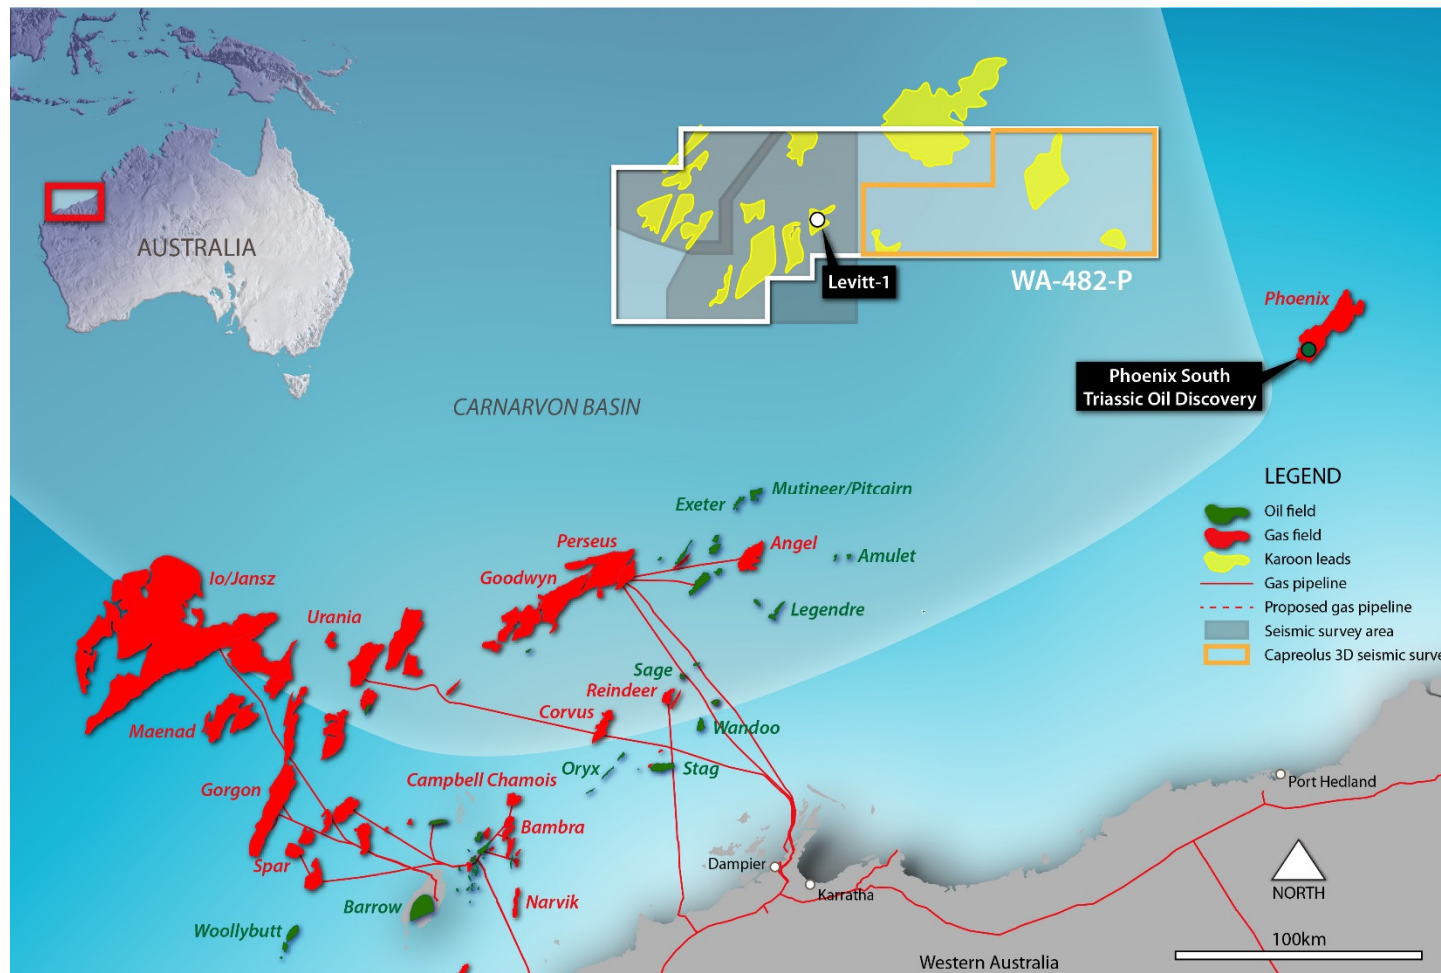 AUSTRALIA
Levitt-1
WA-482-P
Phoenix
Phoenix South
Triassic Oil Discovery
CARNARVON BASIN
LEGEND
Oil field
Gas field
Karoon leads
Gas pipeline
Proposed gas pipeline
Seismic survey area
Capreolus 3D seismic surve
Mutineer/Pitcairn
Exeter
Perseus
Angel
Amulet
Goodwyn
Io/Jansz
Legendre
Urania
Sage
Reindeer
Corvus
Maenad
Wandoo
Oryx
Stag
Campbell Chamois
Gorgon
Bambra
Spar
Narvik
Barrow
Woollybutt
Port Hedland
Dampier
Karratha
NORTH
100km
Western Australia